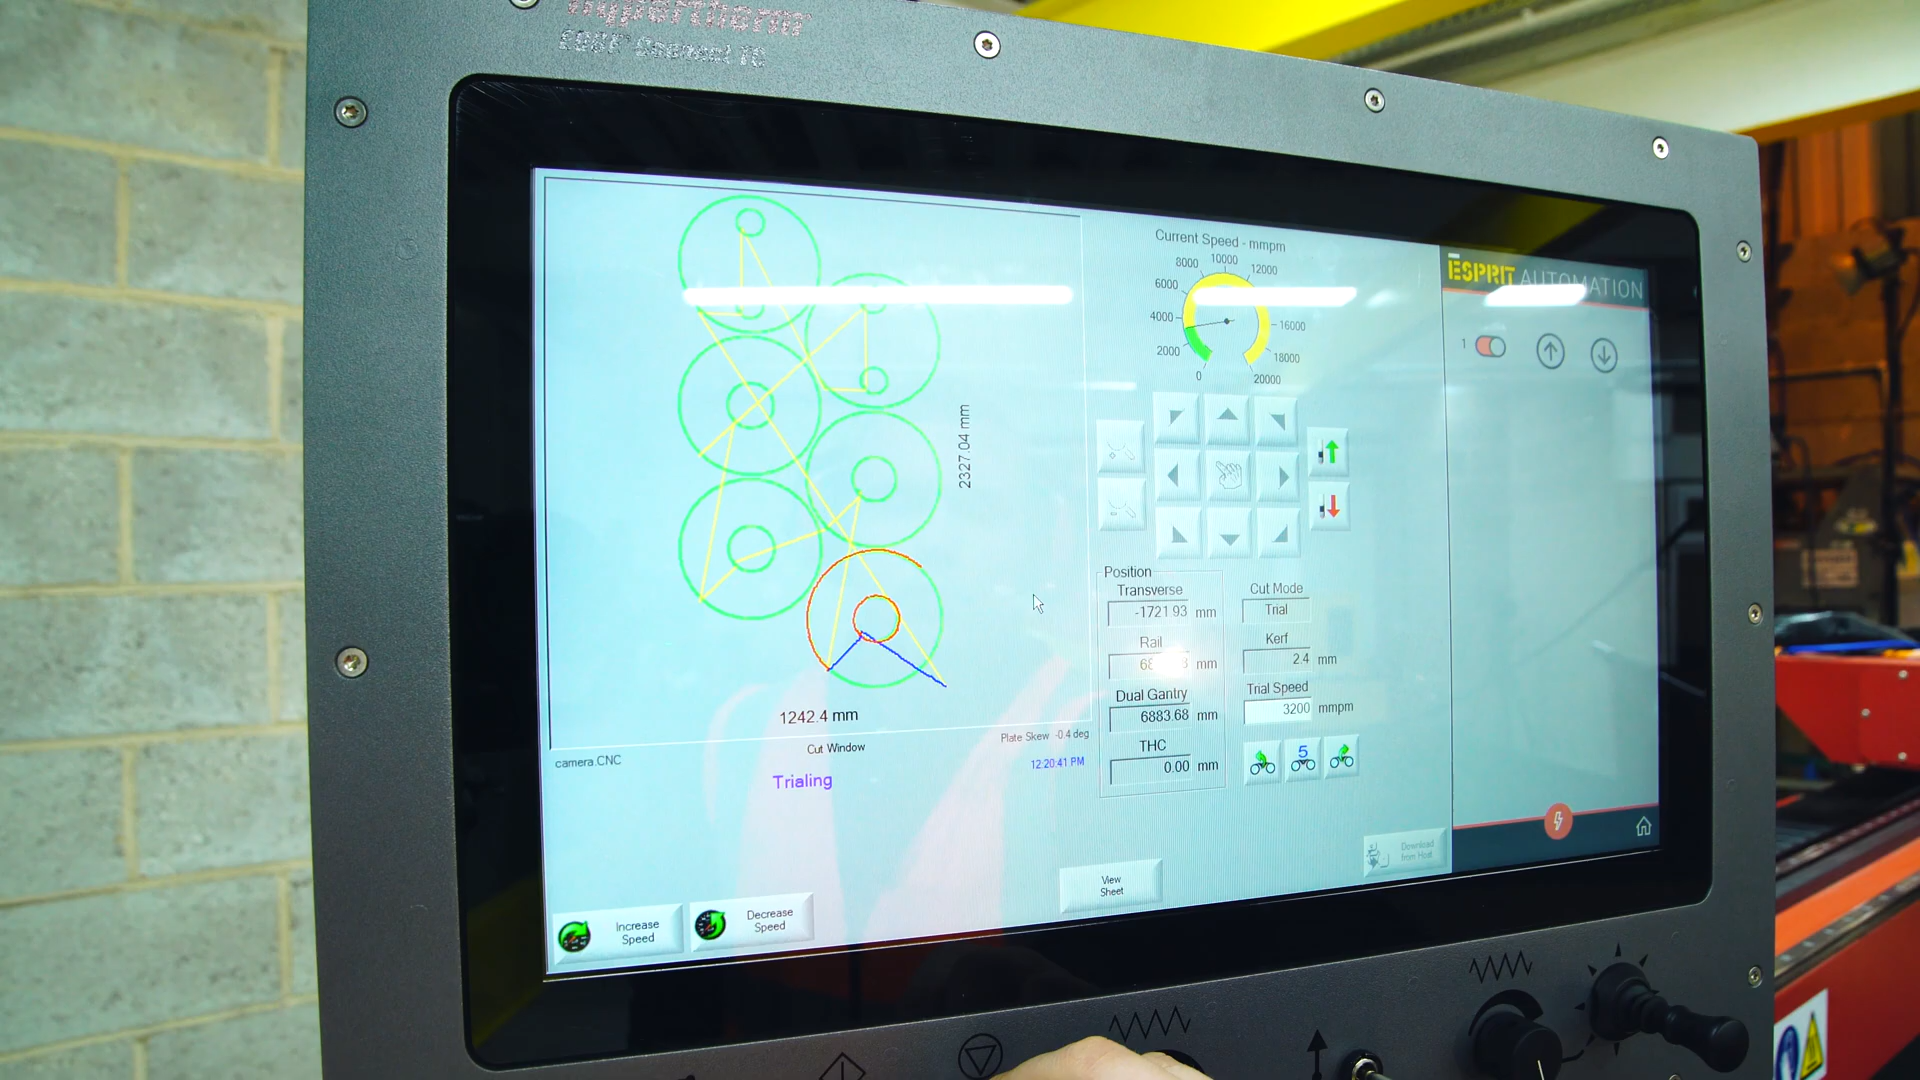 hypertherm
EDGE Connect TC
Current Speed - mmpm
0
2000
4000
6000
8000
10000
12000
16000
18000
20000
2327.04 mm
1242.4 mm
Cut Window
Plate Skew -0.4 deg
camera.CNC
12:20:41 PM
Trialing
Position
Transverse
-1721.93 mm
Rail
mm
Dual Gantry
6883.68 mm
THC
0.00 mm
Cut Mode
Trial
Kerf
2.4 mm
Trial Speed
3200 mmpm
5
Increase
Speed
Decrease
Speed
View
Sheet
Download
from Host
ESPRIT AUTOMATION
1